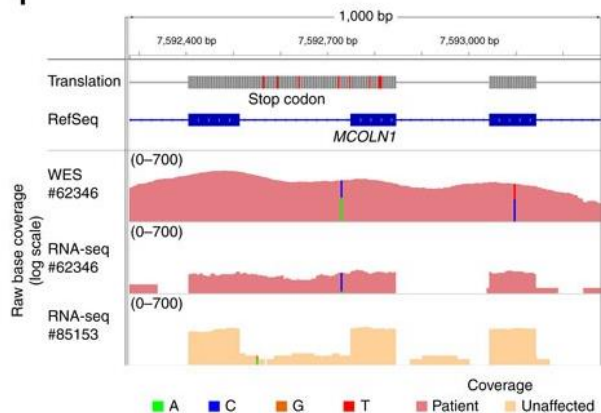 1,000 bp
7,592,400 bp
7,592,700 bp
7,593,000 bp
Translation
Stop codon
RefSeq
MCOLN1
Raw base coverage
(log scale)
WES
#62346
(0–700)
RNA-seq
#62346
(0–700)
RNA-seq
#85153
(0–700)
Coverage
A
C
G
T
Patient
Unaffected